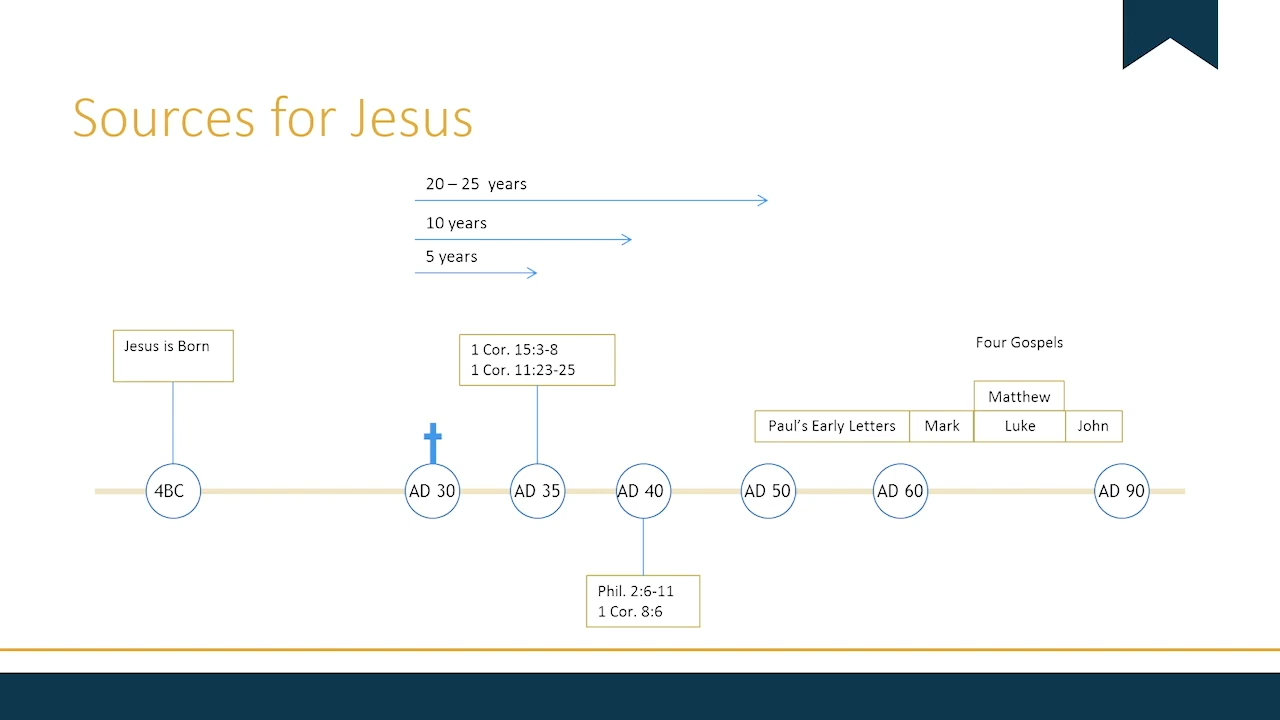 Sources for Jesus
20 – 25 years
10 years
5 years
Jesus is Born
1 Cor. 15:3-8
1 Cor. 11:23-25
Four Gospels
Matthew
Paul’s Early Letters
Mark
Luke
John
4BC
AD 30
AD 35
AD 40
AD 50
AD 60
AD 90
Phil. 2:6-11
1 Cor. 8:6